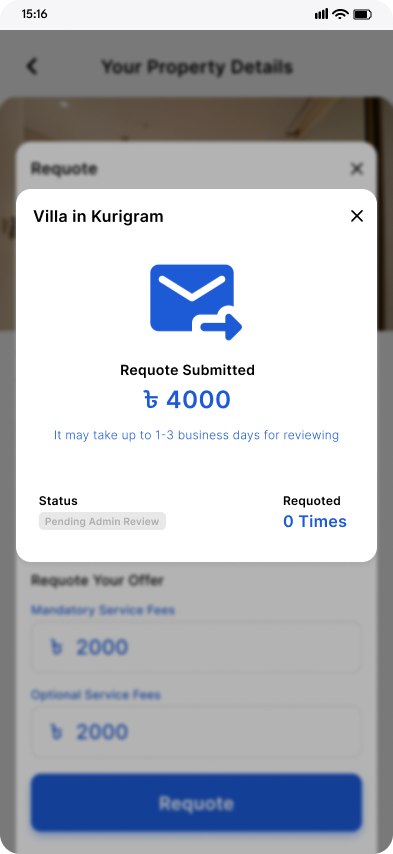 15:16
Your Property Details
Requote
Villa in Kurigram
Requote Submitted
৳ 4000
It may take up to 1-3 business days for reviewing
Status
Requoted
Pending Admin Review
0 Times
Requote Your Offer
Mandatory Service Fees
৳ 2000
Optional Service Fees
৳ 2000
Requote